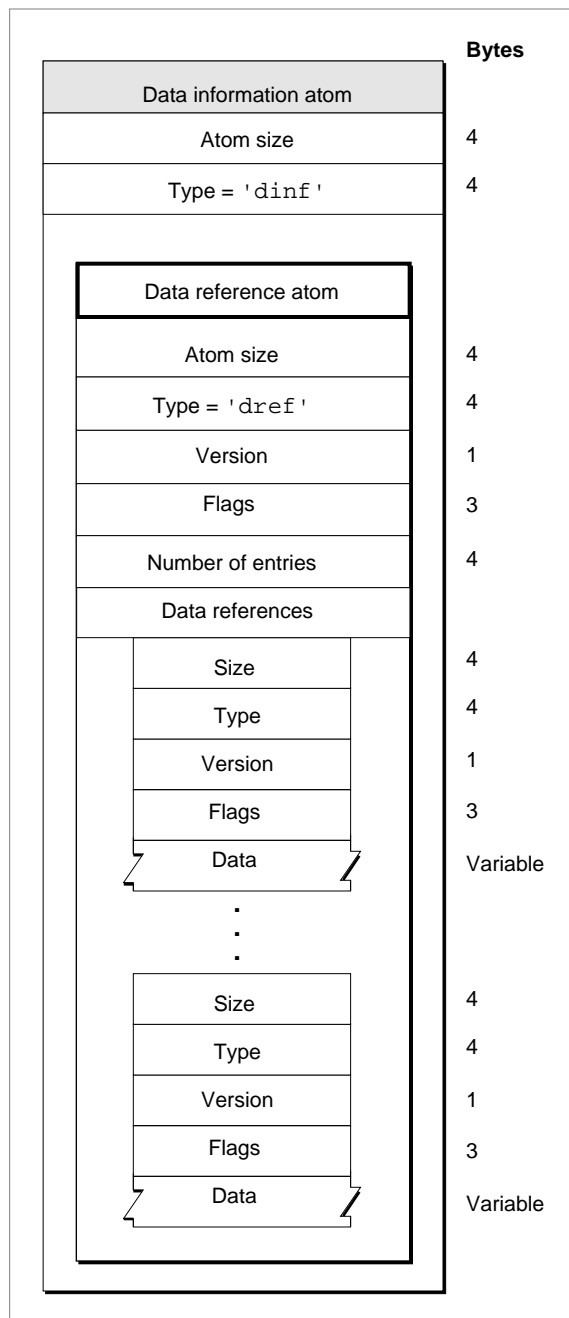 Bytes
Data information atom
Atom size 4
Type = 'dinf' 4
Data reference atom
Atom size 4
Type = 'dref' 4
Version 1
Flags 3
Number of entries 4
Data references
Size 4
Type 4
Version 1
Flags 3
Data Variable
Size 4
Type 4
Version 1
Flags 3
Data Variable